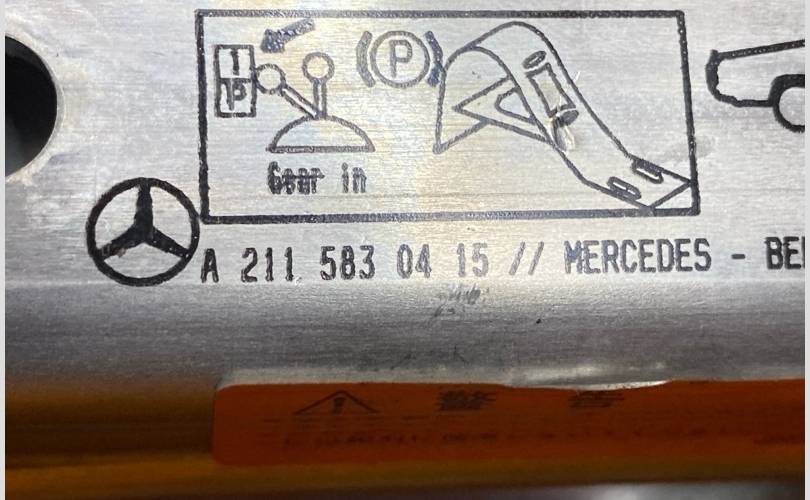 1
P
P
Gear in
A 211 583 04 15 // MERCEDES - BE
警 告